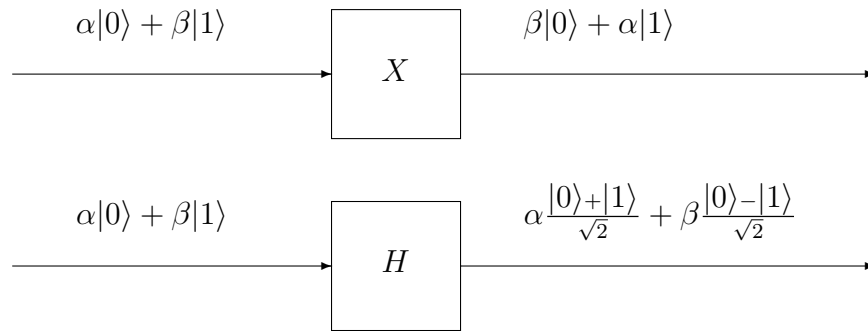 α|0⟩ + β|1⟩ X β|0⟩ + α|1⟩
α|0⟩ + β|1⟩ H α(|0⟩+|1⟩)/√2 + β(|0⟩−|1⟩)/√2